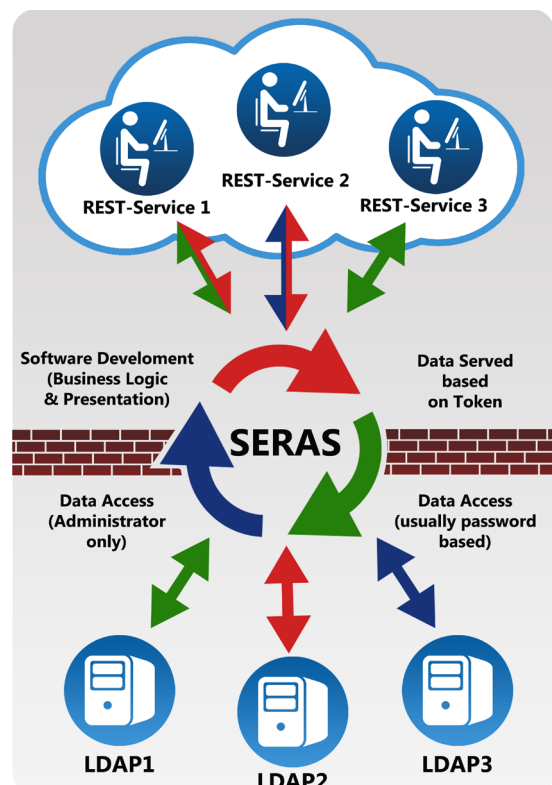 REST-Service 1
REST-Service 2
REST-Service 3
Software Develoment
(Business Logic
& Presentation)
Data Served
based
on Token
SERAS
Data Access
(Administrator
only)
Data Access
(usually password
based)
LDAP1
LDAP2
LDAP3